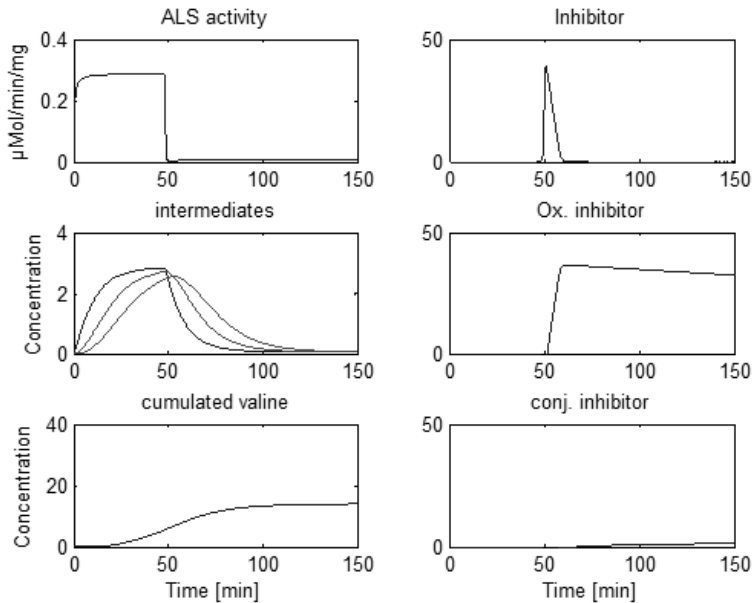 ALS activity
µMol/min/mg
0.4
0.2
0
0 50 100 150
Inhibitor
50
0
0 50 100 150
intermediates
Concentration
4
2
0
0 50 100 150
Ox. inhibitor
50
0
0 50 100 150
cumulated valine
Concentration
40
20
0
0 50 100 150
Time [min]
conj. inhibitor
50
0
0 50 100 150
Time [min]